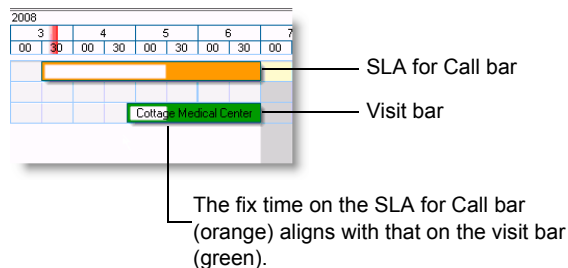 2008
3 4 5 6 7
00 30 00 30 00 30 00 30 00
SLA for Call bar
Cottage Medical Center
Visit bar
The fix time on the SLA for Call bar
(orange) aligns with that on the visit bar
(green).